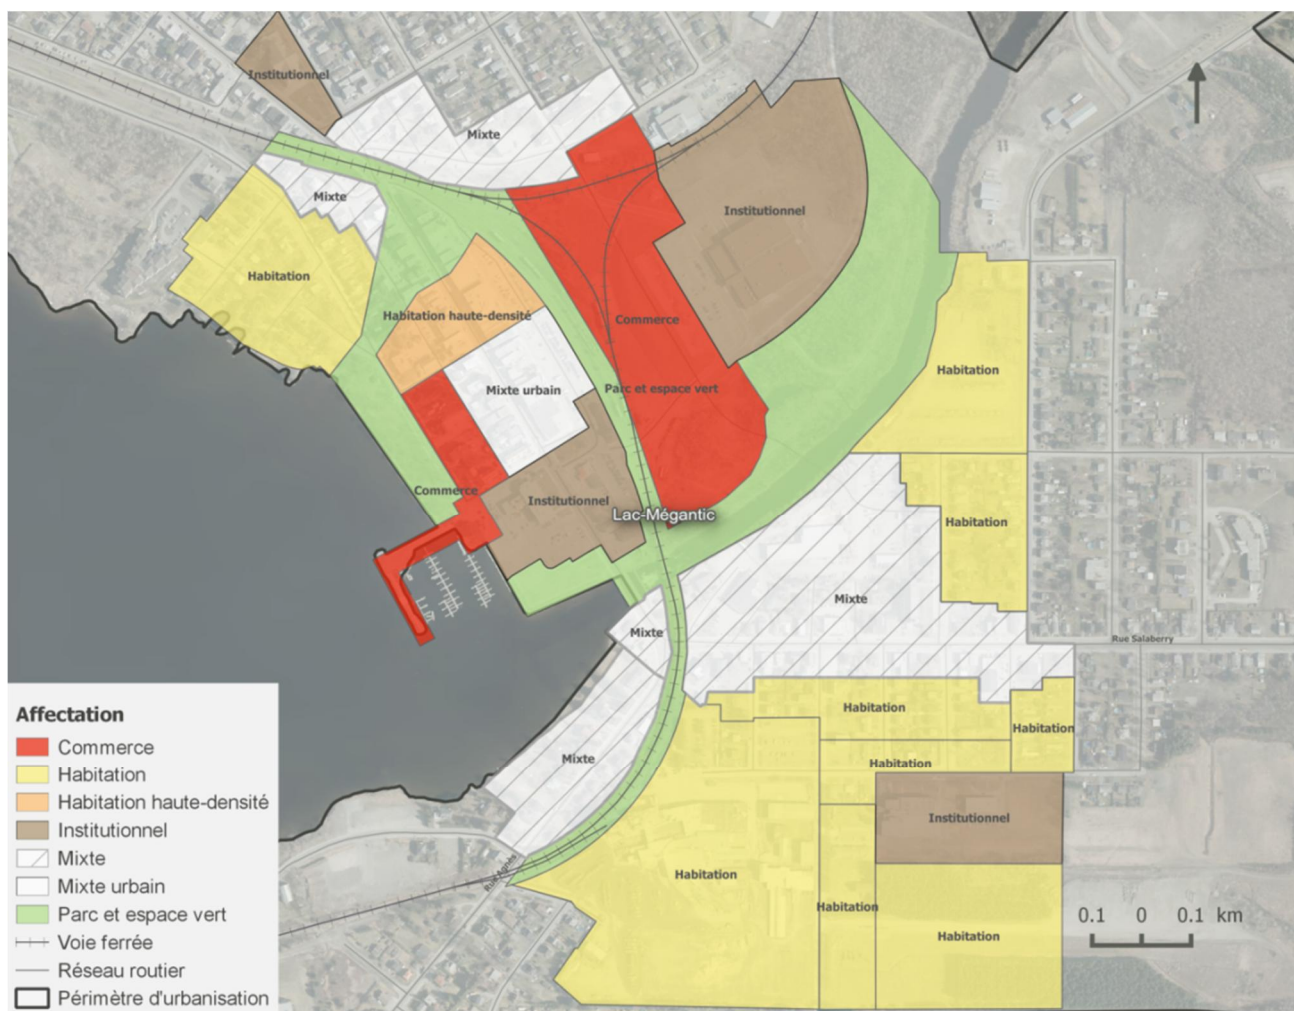 Institutionnel
Mixte
Mixte
Institutionnel
Habitation
Habitation haute-densité
Commerce
Habitation
Mixte urbain
Parc et espace vert
Commerce
Institutionnel
Lac-Mégantic
Habitation
Mixte
Mixte
Rue Salaberry
Habitation
Habitation
Mixte
Habitation
Institutionnel
Rue Agnès
Habitation
Habitation
Habitation
Affectation
Commerce
Habitation
Habitation haute-densité
Institutionnel
Mixte
Mixte urbain
Parc et espace vert
Voie ferrée
Réseau routier
Périmètre d'urbanisation
0.1 0 0.1 km